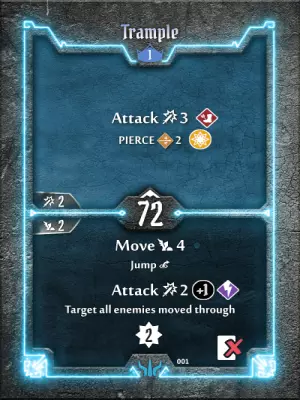 Trample
1
Attack 3
PIERCE 2
2
72
2
Move 4
Jump
Attack 2 +1
Target all enemies moved through
2
001